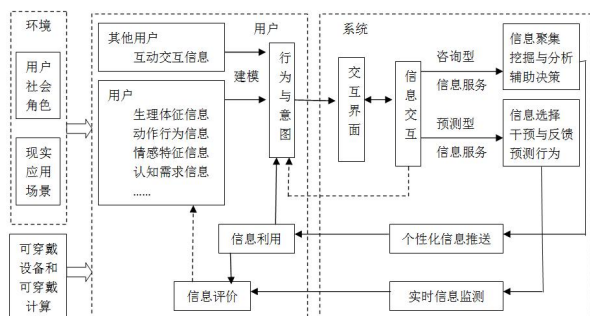 环境
用户
社会
角色
现实
应用
场景
可穿戴
设备和
可穿戴
计算
用户
其他用户
互动交互信息
建模
用户
生理体征信息
动作行为信息
情感特征信息
认知需求信息
……
行为与意图
信息利用
信息评价
系统
交互界面
信息交互
咨询型
信息服务
预测型
信息服务
信息聚集
挖掘与分析
辅助决策
信息选择
干预与反馈
预测行为
个性化信息推送
实时信息监测